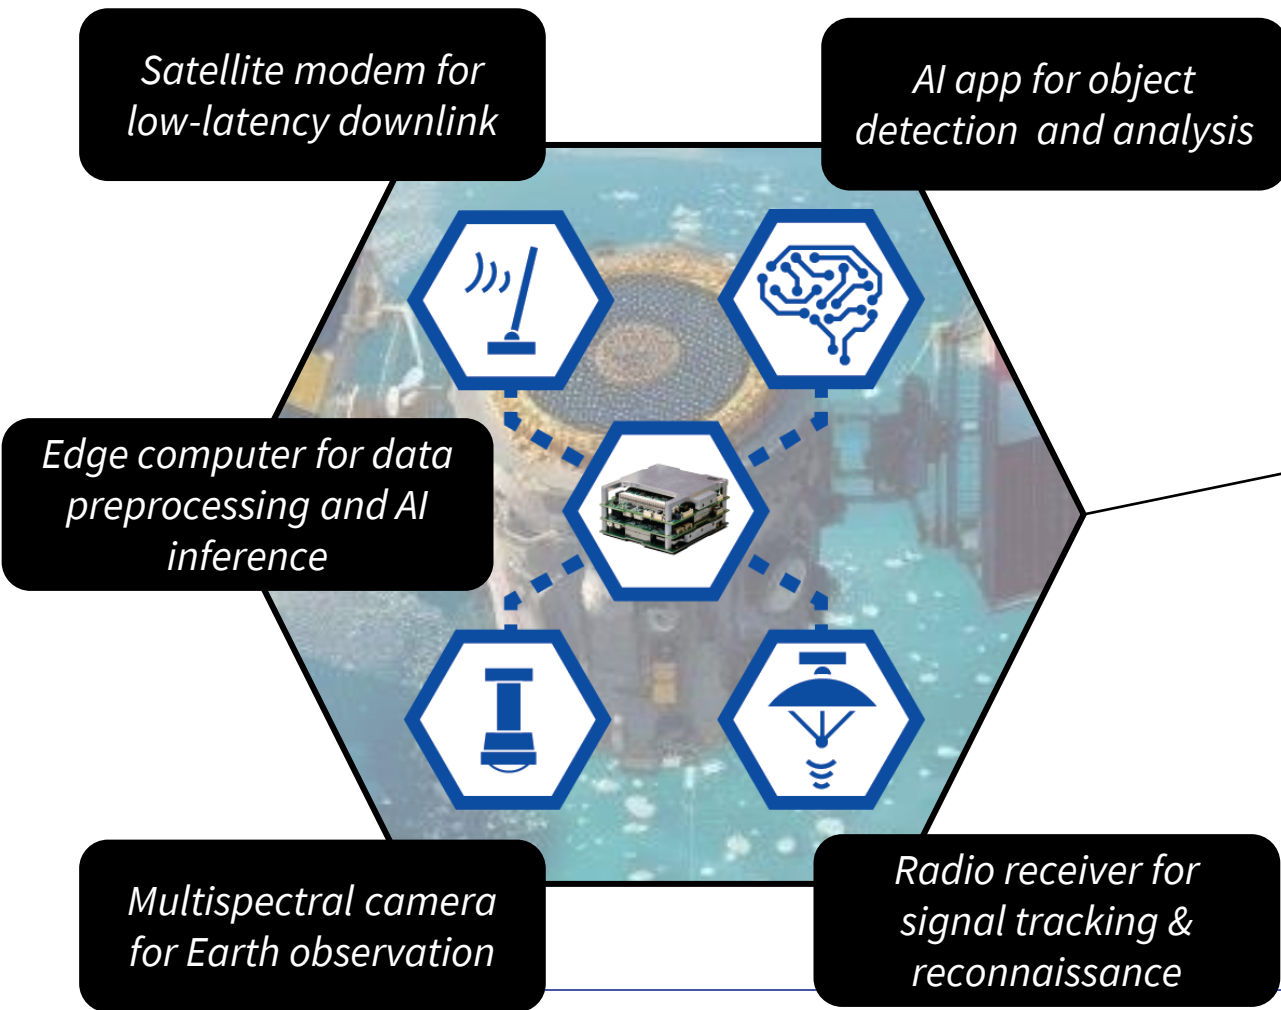 Satellite modem for
low-latency downlink
AI app for object
detection and analysis
Edge computer for data
preprocessing and AI
inference
Multispectral camera
for Earth observation
Radio receiver for
signal tracking &
reconnaissance